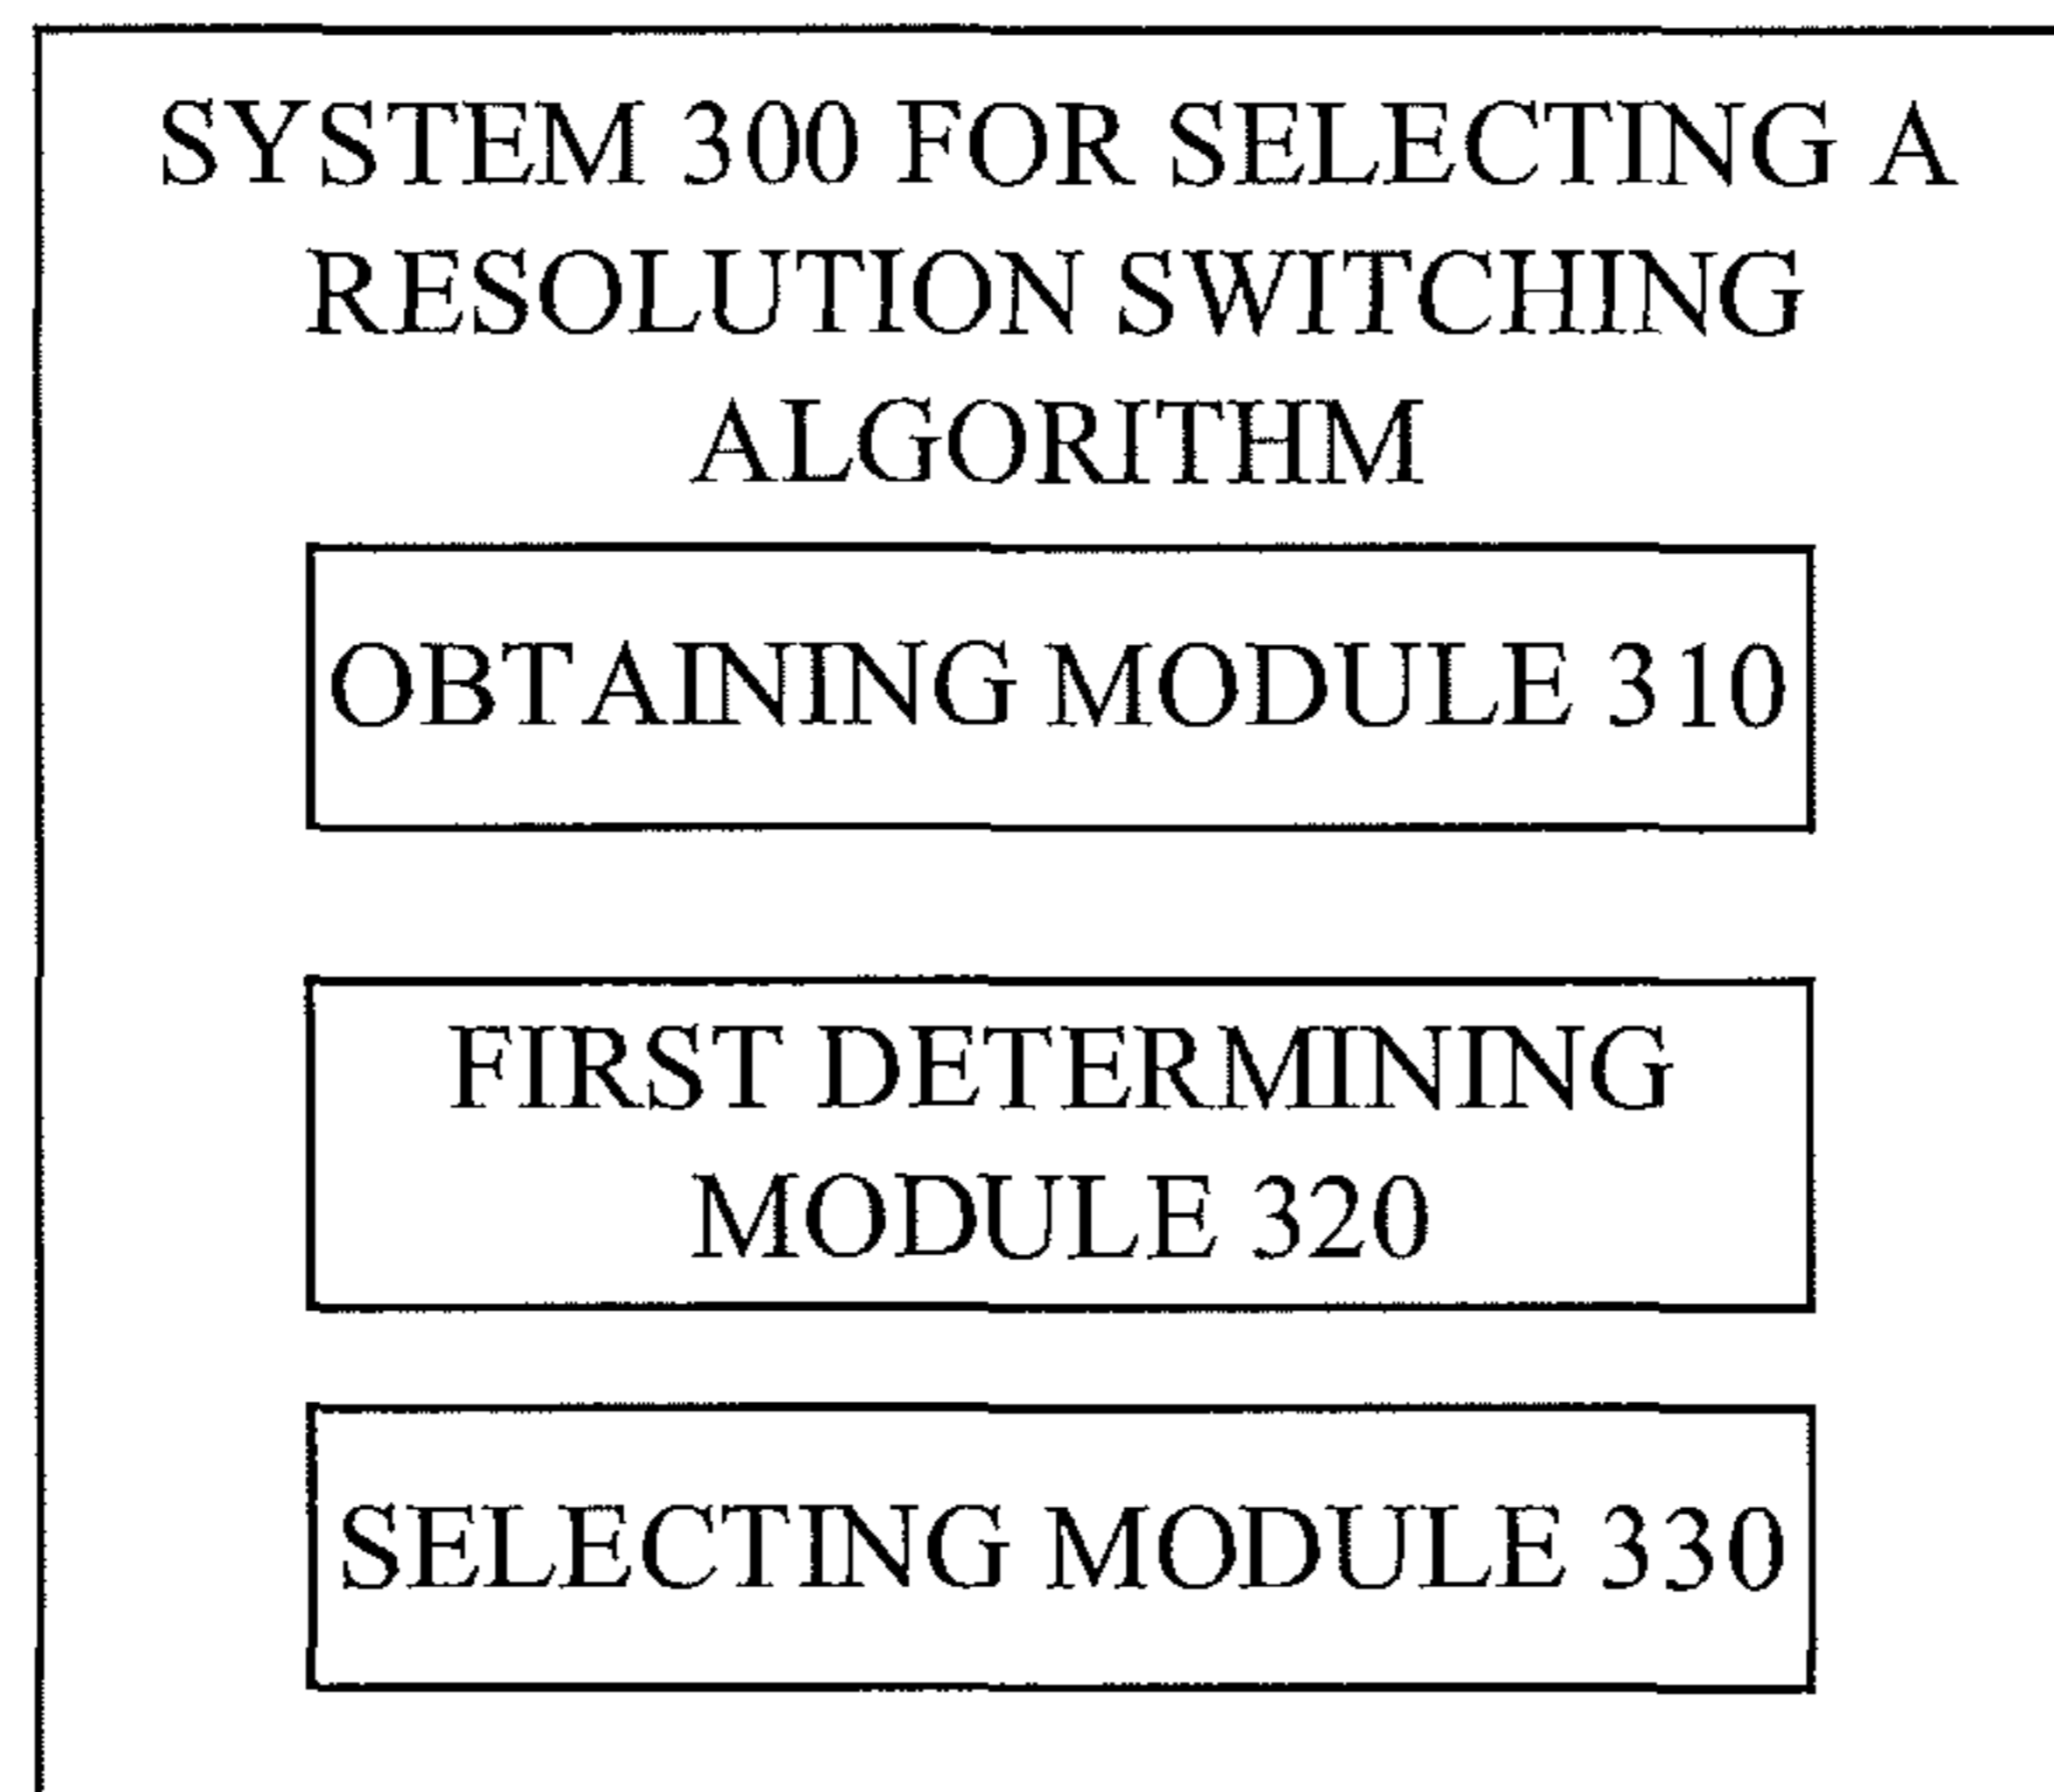 SYSTEM 300 FOR SELECTING A
RESOLUTION SWITCHING
ALGORITHM
OBTAINING MODULE 310
FIRST DETERMINING
MODULE 320
SELECTING MODULE 330